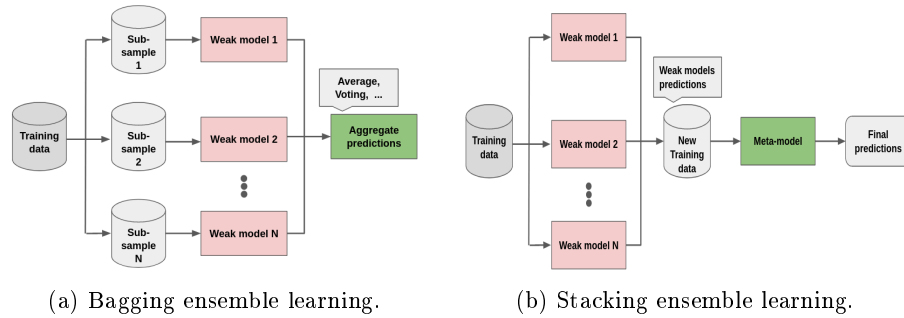 Sub-
sample
1
Weak model 1
Average,
Voting, ...
Training
data
Sub-
sample
2
Weak model 2
Aggregate
predictions
Sub-
sample
N
Weak model N
(a) Bagging ensemble learning.
Weak model 1
Weak models
predictions
Training
data
Weak model 2
New
Training
data
Meta-model
Final
predictions
Weak model N
(b) Stacking ensemble learning.